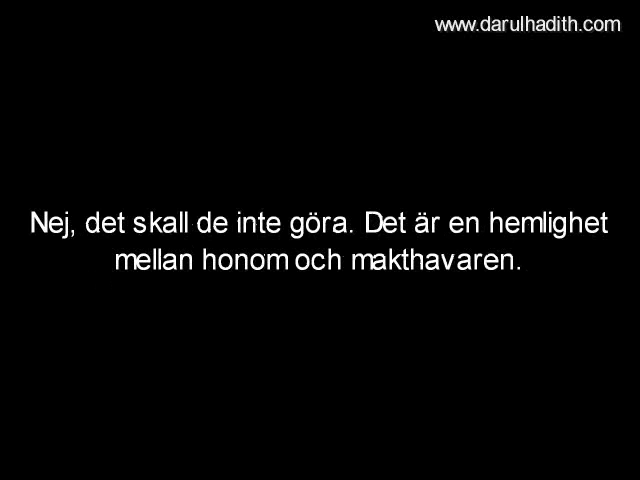 www.darulhadith.com
Nej, det skall de inte göra. Det är en hemlighet
mellan honom och makthavaren.